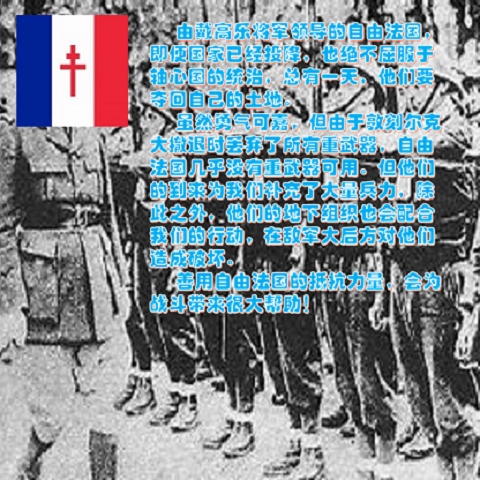 由戴高乐将军领导的自由法国，
即使国家已经投降，也绝不屈服于
轴心国的统治，总有一天，他们要
夺回自己的土地。
虽然勇气可嘉，但由于敦刻尔克
大撤退时丢弃了所有重武器，自由
法国几乎没有重武器可用。但他们
的到来为我们补充了大量兵力。除
此之外，他们的地下组织也会配合
我们的行动，在敌军大后方对他们
造成破坏。
善用自由法国的抵抗力量，会为
战斗带来很大帮助！